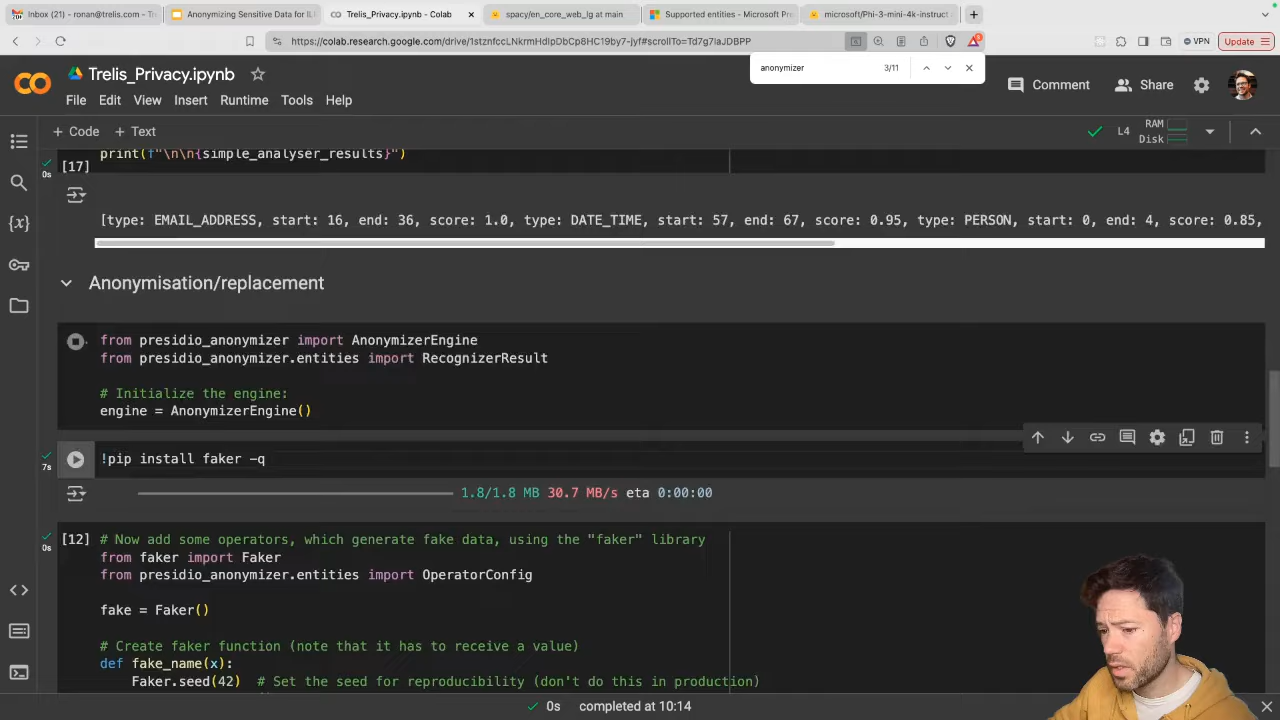 Inbox (21) – ronan@trelis.com – T
Anonymizing Sensitive Data for LL
Trelis_Privacy.ipynb - Colab
spacy/en_core_web_lg at main
Supported entities - Microsoft Pre
microsoft/Phi-3-mini-4k-instruct
https://colab.research.google.com/drive/1stznfccLNkrmHdIpDbCp8HC19by7-jyf#scrollTo=Td7g7IaJDBPP
VPN
Update
anonymizer
3/11
Trelis_Privacy.ipynb
Comment
Share
File Edit View Insert Runtime Tools Help
+ Code + Text
L4
RAM
Disk
print(f"\n\n{simple_analyser_results}")
[17]
0s
[type: EMAIL_ADDRESS, start: 16, end: 36, score: 1.0, type: DATE_TIME, start: 57, end: 67, score: 0.95, type: PERSON, start: 0, end: 4, score: 0.85,
Anonymisation/replacement
from presidio_anonymizer import AnonymizerEngine
from presidio_anonymizer.entities import RecognizerResult
# Initialize the engine:
engine = AnonymizerEngine()
!pip install faker -q
7s
1.8/1.8 MB 30.7 MB/s eta 0:00:00
[12]
0s
# Now add some operators, which generate fake data, using the "faker" library
from faker import Faker
from presidio_anonymizer.entities import OperatorConfig
fake = Faker()
# Create faker function (note that it has to receive a value)
def fake_name(x):
Faker.seed(42) # Set the seed for reproducibility (don't do this in production)
0s completed at 10:14